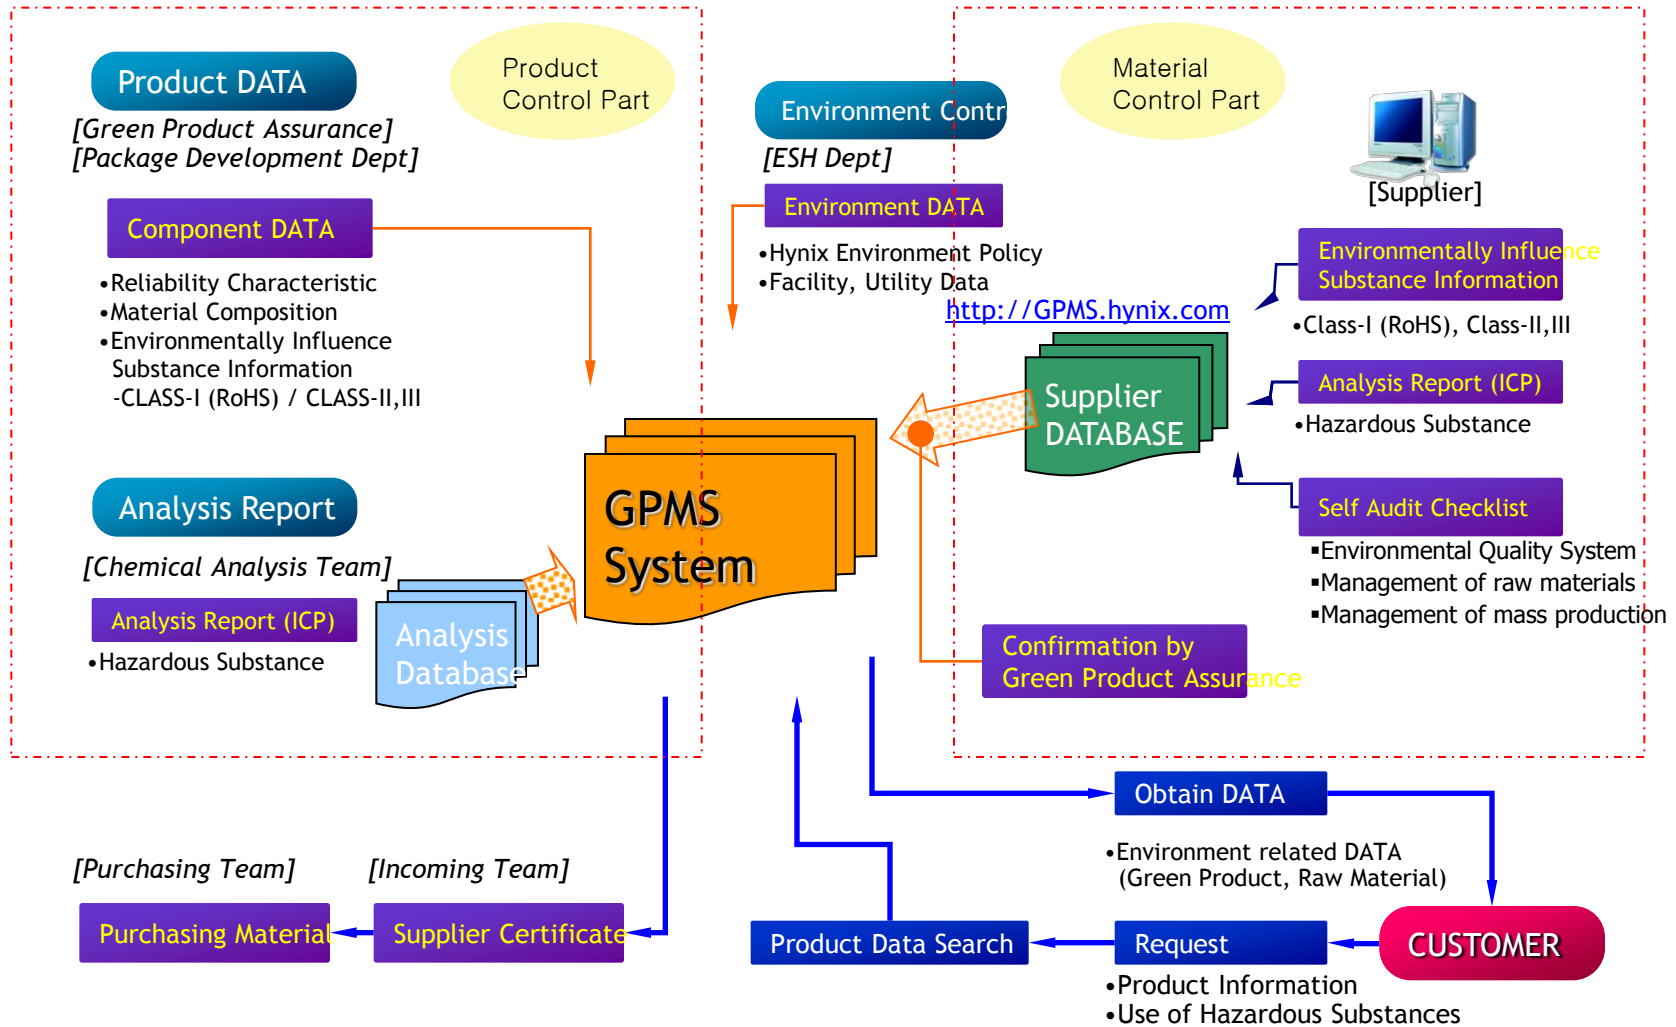 Product DATA
[Green Product Assurance]
[Package Development Dept]
Product
Control Part
Component DATA
•Reliability Characteristic
•Material Composition
•Environmentally Influence
Substance Information
-CLASS-I (RoHS) / CLASS-II,III
Analysis Report
[Chemical Analysis Team]
Analysis Report (ICP)
•Hazardous Substance
Analysis
Database
GPMS
System
Environment Contr
[ESH Dept]
Environment DATA
•Hynix Environment Policy
•Facility, Utility Data
Material
Control Part
[Supplier]
http://GPMS.hynix.com
Supplier
DATABASE
Environmentally Influence
Substance Information
•Class-I (RoHS), Class-II,III
Analysis Report (ICP)
•Hazardous Substance
Self Audit Checklist
▪Environmental Quality System
▪Management of raw materials
▪Management of mass production
Confirmation by
Green Product Assurance
[Purchasing Team]
[Incoming Team]
Purchasing Material
Supplier Certificate
Obtain DATA
•Environment related DATA
(Green Product, Raw Material)
Product Data Search
Request
CUSTOMER
•Product Information
•Use of Hazardous Substances